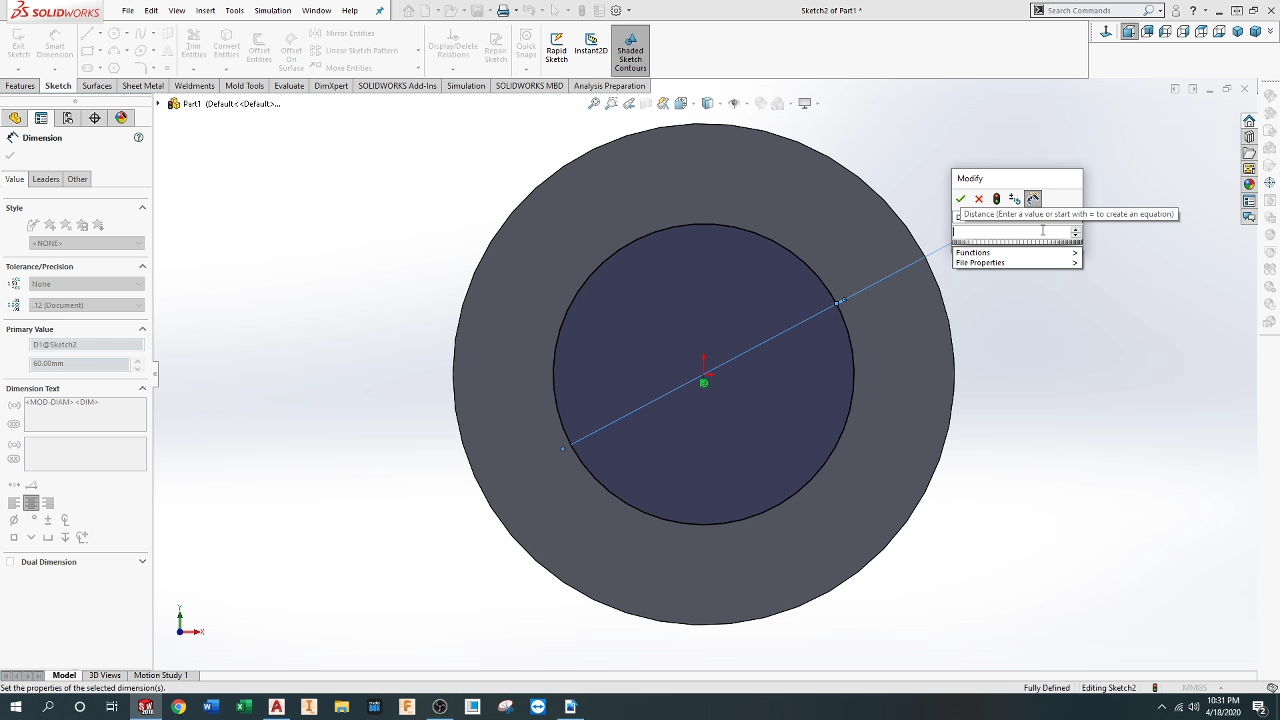 SOLIDWORKS File Edit View Insert Tools Simulation Window Help Sketch2 of Part1 * Search Commands
Exit Sketch
Smart Dimension
Trim Entities
Convert Entities
Offset Entities
Offset On Surface
Mirror Entities
Linear Sketch Pattern
Move Entities
Display/Delete Relations
Repair Sketch
Quick Snaps
Rapid Sketch
Instant2D
Shaded Sketch Contours
Features Sketch Surfaces Sheet Metal Weldments Mold Tools Evaluate DimXpert SOLIDWORKS Add-Ins Simulation SOLIDWORKS MBD Analysis Preparation
Part1 (Default<<Default>...
Dimension
Value Leaders Other
Style
<NONE>
Tolerance/Precision
None
.12 (Document)
Primary Value
D1@Sketch2
60.00mm
Dimension Text
<MOD-DIAM><DIM>
Dual Dimension
Modify
Distance (Enter a value or start with = to create an equation)
Functions >
File Properties >
Y
X
Model 3D Views Motion Study 1
Set the properties of the selected dimension(s). Fully Defined Editing Sketch2 MMGS
10:31 PM
4/18/2020